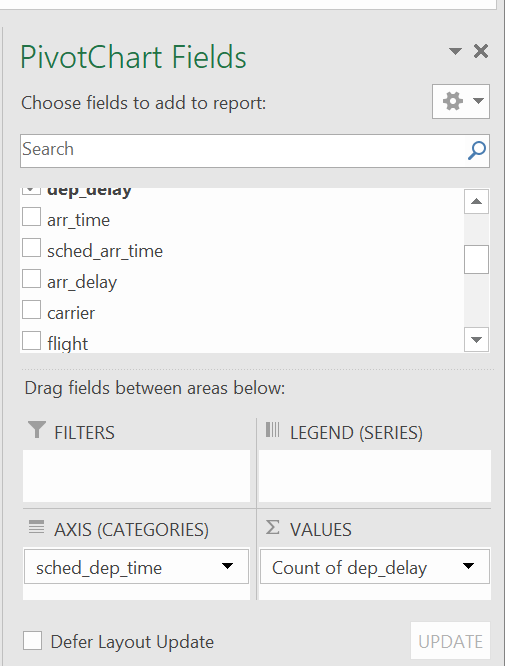 PivotChart Fields
Choose fields to add to report:
Search
dep_delay
arr_time
sched_arr_time
arr_delay
carrier
flight
Drag fields between areas below:
FILTERS
LEGEND (SERIES)
AXIS (CATEGORIES)
VALUES
sched_dep_time
Count of dep_delay
Defer Layout Update
UPDATE